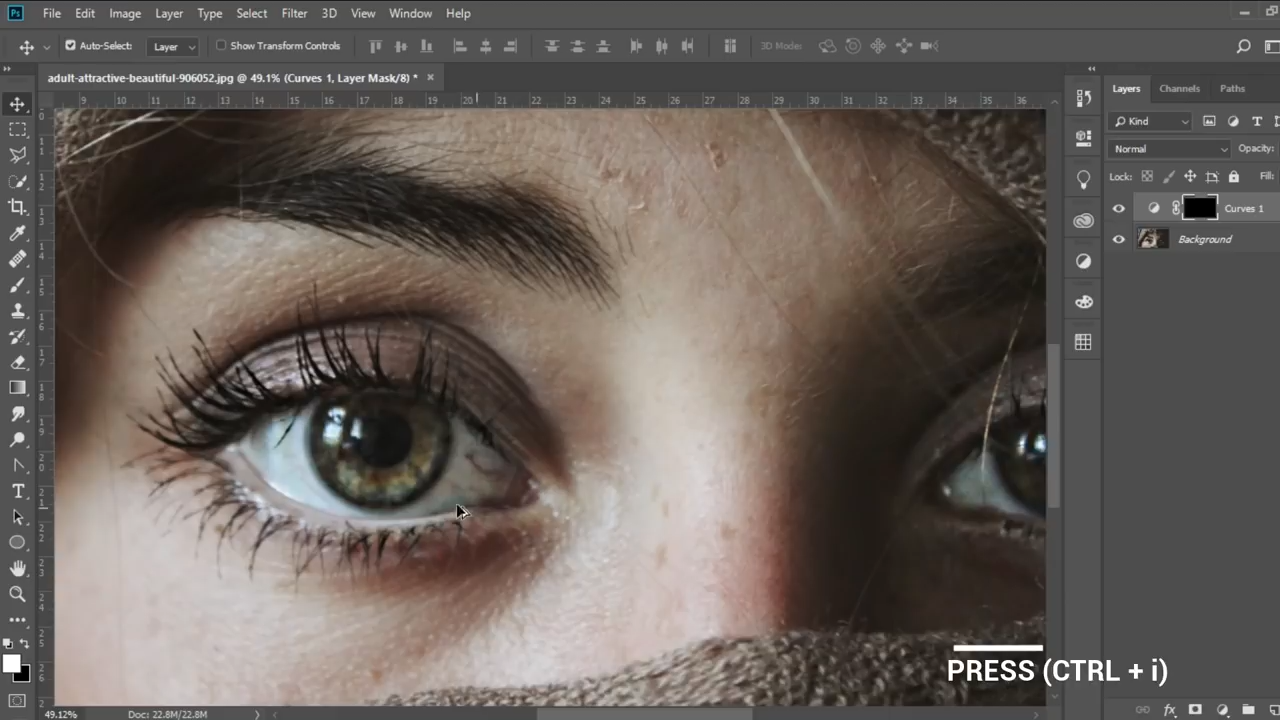 Ps File Edit Image Layer Type Select Filter 3D View Window Help
Auto-Select: Layer Show Transform Controls 3D Mode:
adult-attractive-beautiful-906052.jpg @ 49.1% (Curves 1, Layer Mask/8) * ×
9 10 11 12 13 14 15 16 17 18 19 20 21 22 23 24 25 26 27 28 29 30 31 32 33 34 35 36
Layers Channels Paths
Kind
Normal Opacity:
Lock: Fill:
Curves 1
Background
PRESS (CTRL + i)
49.12% Doc: 22.8M/22.8M